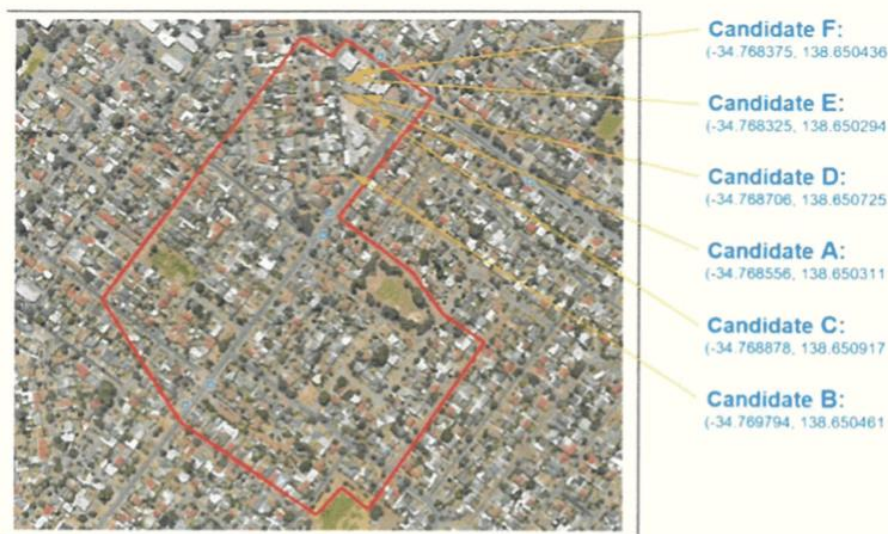 Candidate F:
(-34.768375, 138.650436
Candidate E:
(-34.768325, 138.650294
Candidate D:
(-34.768706, 138.650725
Candidate A:
(-34.768556, 138.650311
Candidate C:
(-34.768878, 138.650917
Candidate B:
(-34.769794, 138.650461